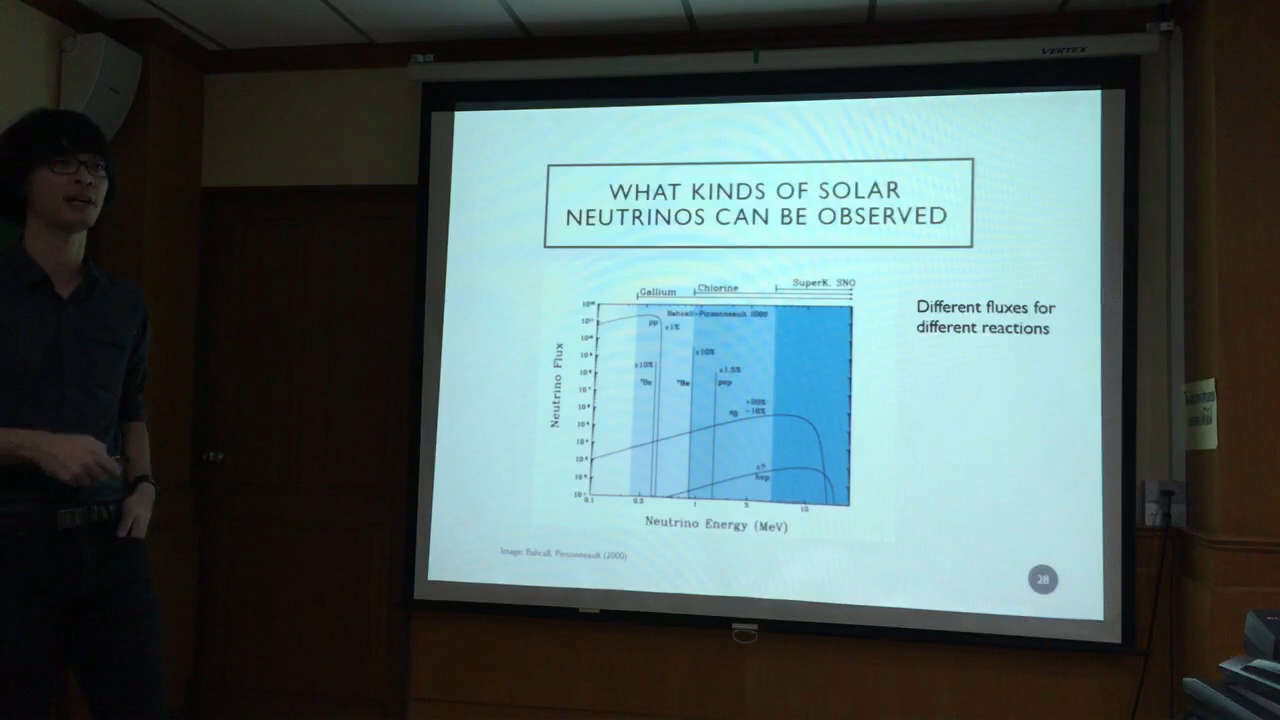 VERTEX
WHAT KINDS OF SOLAR
NEUTRINOS CAN BE OBSERVED
Gallium
Chlorine
SuperK, SNO
Bahcall-Pinsonneault 2000
pp
±1%
±10%
⁷Be
±10%
⁷Be
±1.5%
pep
+20%
-16%
⁸B
±?
hep
Neutrino Flux
0.1
0.3
1
3
10
Neutrino Energy (MeV)
Different fluxes for
different reactions
Image: Bahcall, Pinsonneault (2000)
28